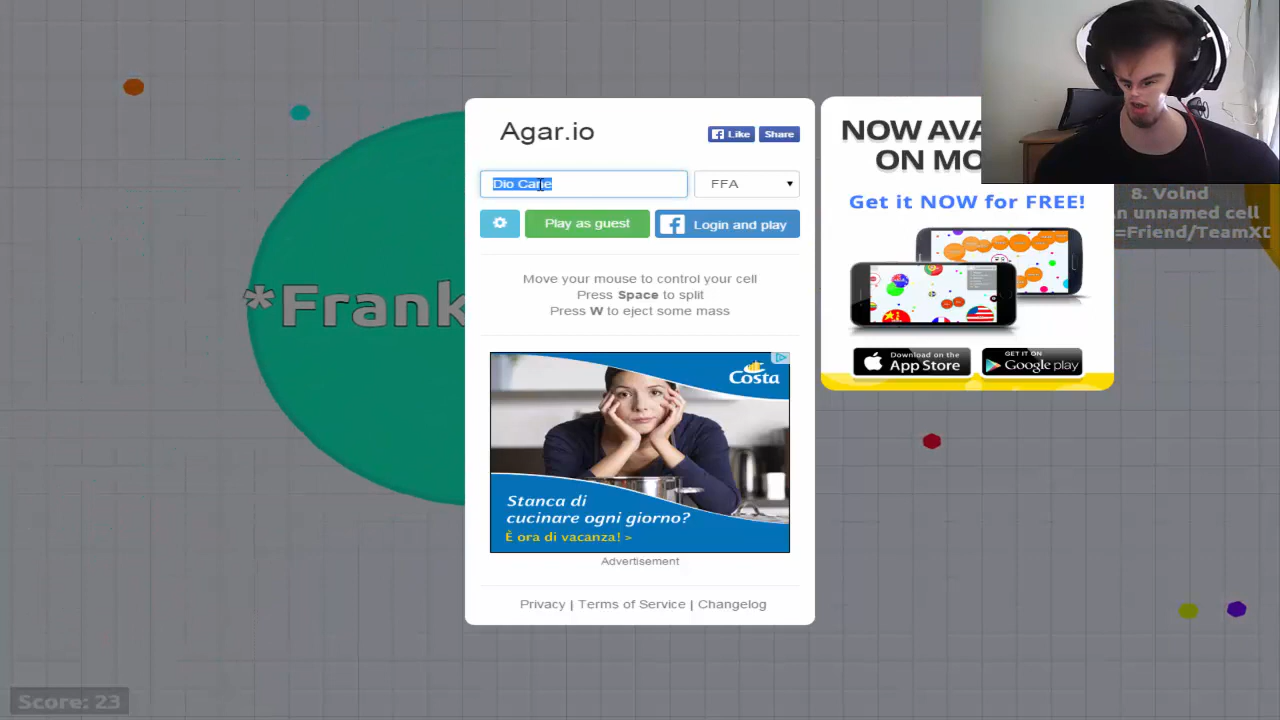 Agar.io
Like
Share
Dio Cane
FFA
Play as guest
Login and play
Move your mouse to control your cell
Press Space to split
Press W to eject some mass
*Frank
Costa
Stanca di
cucinare ogni giorno?
È ora di vacanza! >
Advertisement
Privacy | Terms of Service | Changelog
NOW AVA
ON MO
Get it NOW for FREE!
Download on the
App Store
GET IT ON
Google play
8. Volnd
n unnamed cell
=Friend/TeamXD
Score: 23